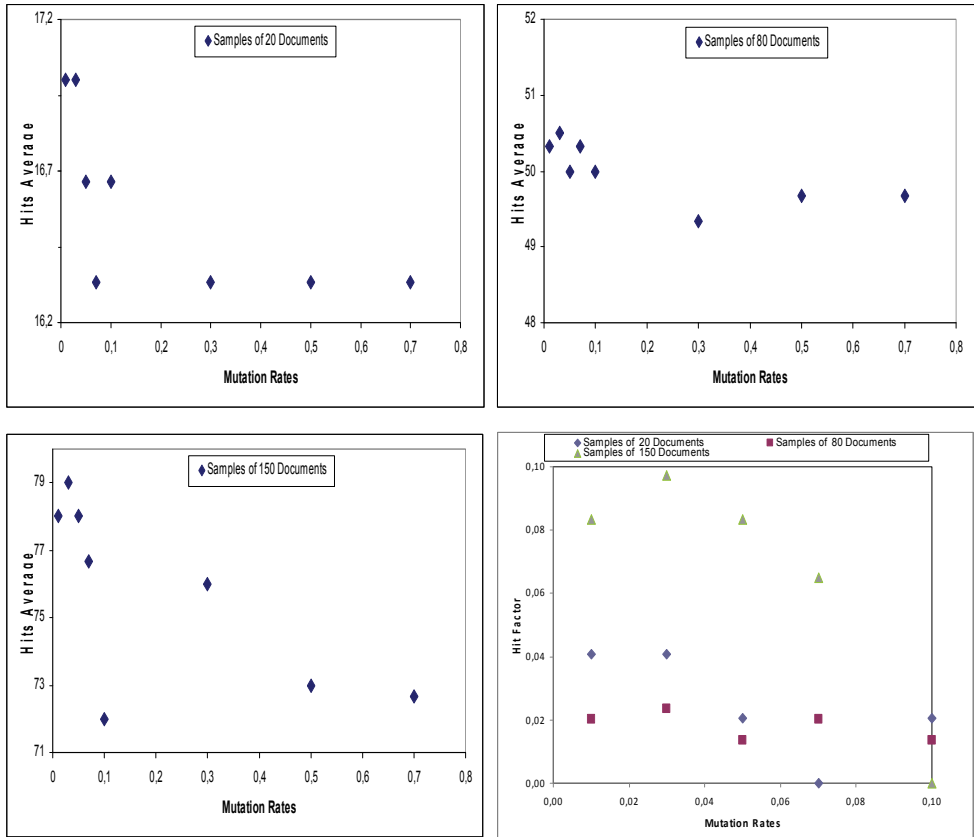 17,2
Samples of 20 Documents
Hits Average
16,7
16,2
0 0,1 0,2 0,3 0,4 0,5 0,6 0,7 0,8
Mutation Rates
52
Samples of 80 Documents
51
Hits Average
50
49
48
0 0,1 0,2 0,3 0,4 0,5 0,6 0,7 0,8
Mutation Rates
Samples of 150 Documents
79
77
Hits Average
75
73
71
0 0,1 0,2 0,3 0,4 0,5 0,6 0,7 0,8
Mutation Rates
Samples of 20 Documents Samples of 80 Documents
Samples of 150 Documents
0,10
0,08
0,06
Hit Factor
0,04
0,02
0,00
0,00 0,02 0,04 0,06 0,08 0,10
Mutation Rates